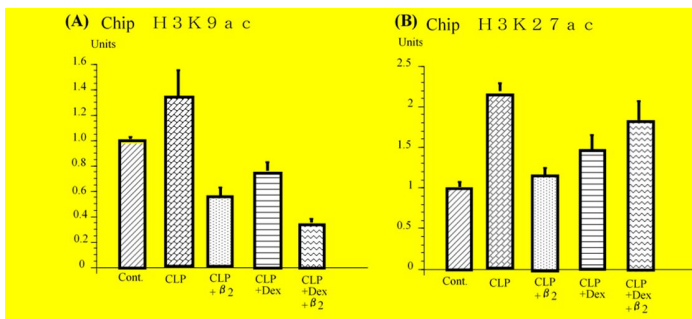 (A) Chip H3K9ac
Units
1.6
1.4
1.2
1.0
0.8
0.6
0.4
0.2
0
Cont.
CLP
CLP
+ β2
CLP
+Dex
CLP
+Dex
+ β2
(B) Chip H3K27ac
Units
2.5
2
1.5
1
0.5
0
Cont.
CLP
CLP
+ β2
CLP
+Dex
CLP
+Dex
+ β2